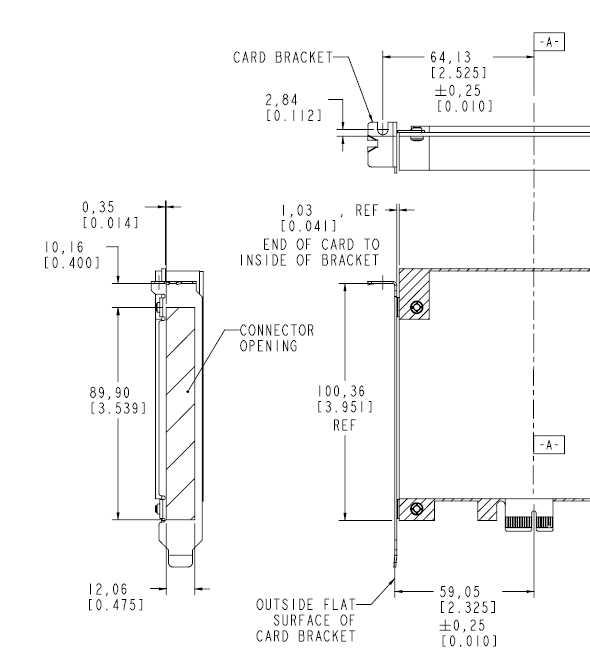 -A-
CARD BRACKET
64,13
[2.525]
±0,25
[0.010]
2,84
[0.112]
0,35
[0.014]
1,03 , REF
[0.041]
END OF CARD TO
INSIDE OF BRACKET
10,16
[0.400]
CONNECTOR
OPENING
89,90
[3.539]
100,36
[3.951]
REF
-A-
12,06
[0.475]
OUTSIDE FLAT
SURFACE OF
CARD BRACKET
59,05
[2.325]
±0,25
[0.010]